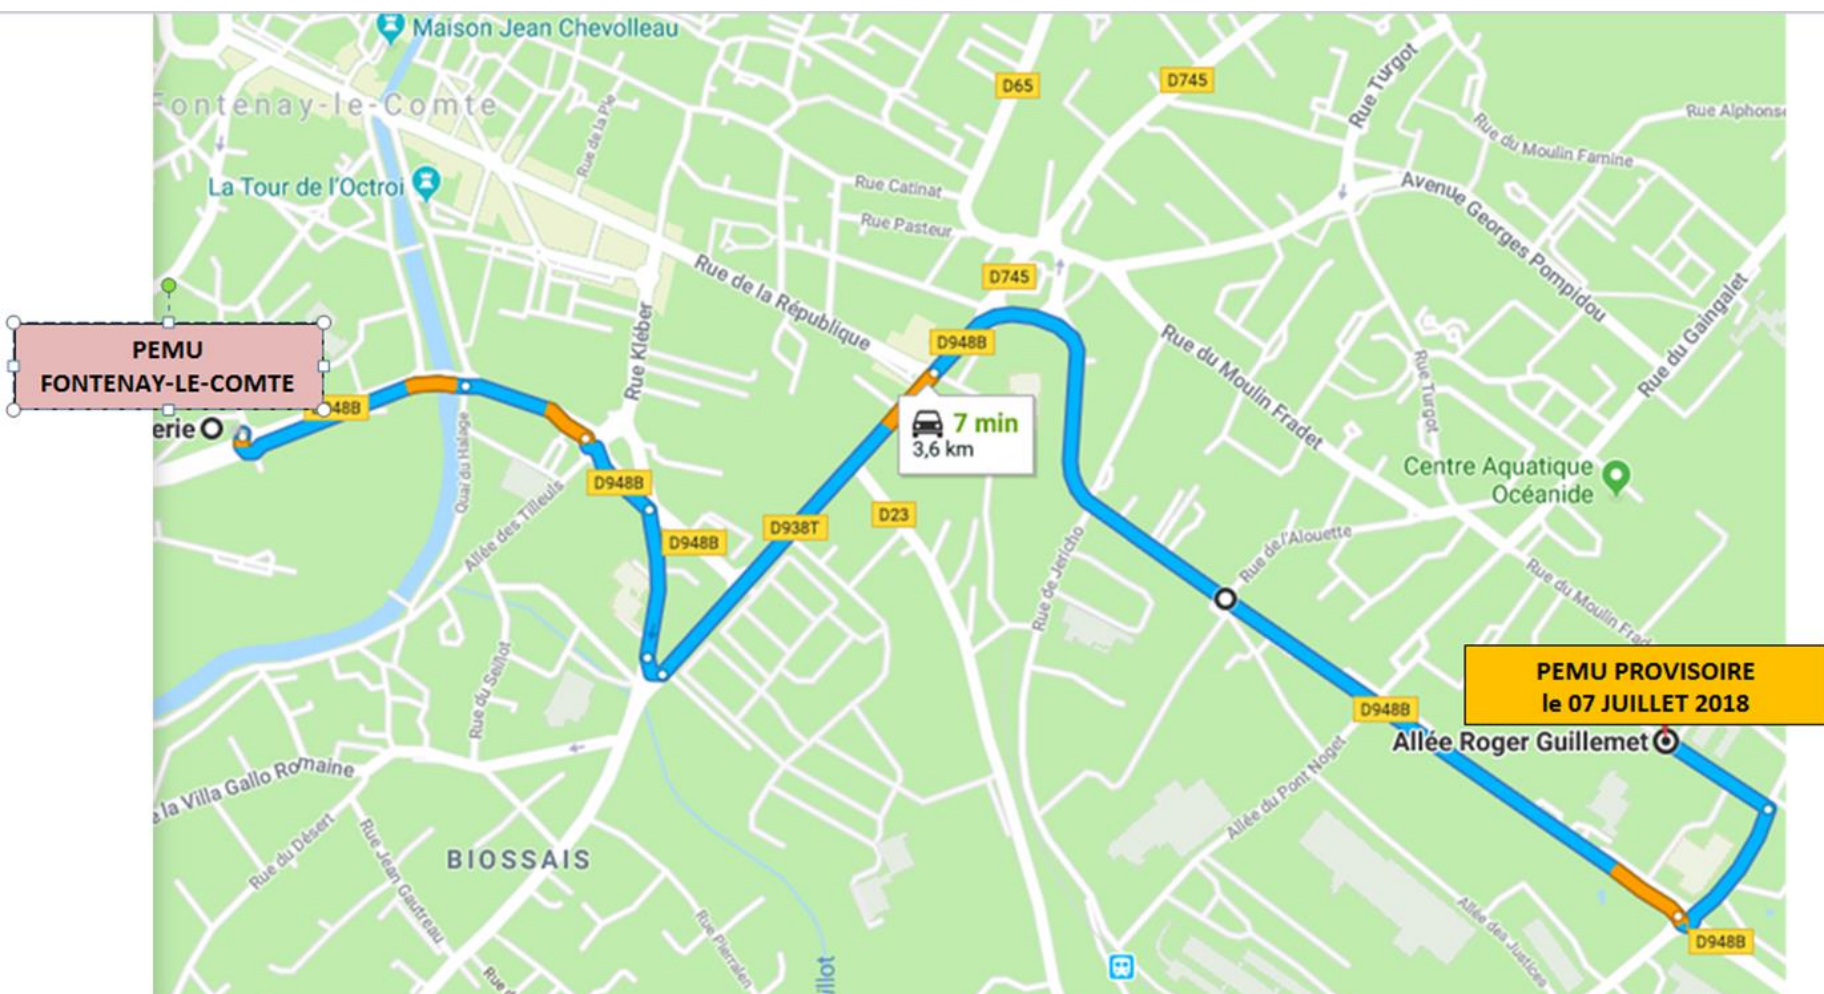 Maison Jean Chevolleau
D65
D745
Rue Turgot
Rue Alphonse
Fontenay-le-Comte
Rue de la Pie
Rue du Moulin Famine
La Tour de l'Octroi
Rue Catinat
Avenue Georges Pompidou
Rue Pasteur
Rue de la République
D745
Rue du Gaingalet
PEMU
FONTENAY-LE-COMTE
Rue Kléber
D948B
Rue du Moulin Fradet
Rue Turgot
948B
erie
7 min
3,6 km
Quai du Halage
D948B
Centre Aquatique
Océanide
Allée des Tilleuls
D948B
D938T
D23
Rue de l'Alouette
Rue de Jéricho
Rue du Moulin Frad
Rue du Seillot
PEMU PROVISOIRE
le 07 JUILLET 2018
D948B
Allée Roger Guillemet
la Villa Gallo Romaine
Allée du Pont Noget
Rue du Désert
Rue Jean Gautreau
BIOSSAIS
Allée des Justices
D948B
Rue Pierralen
Rue
illot